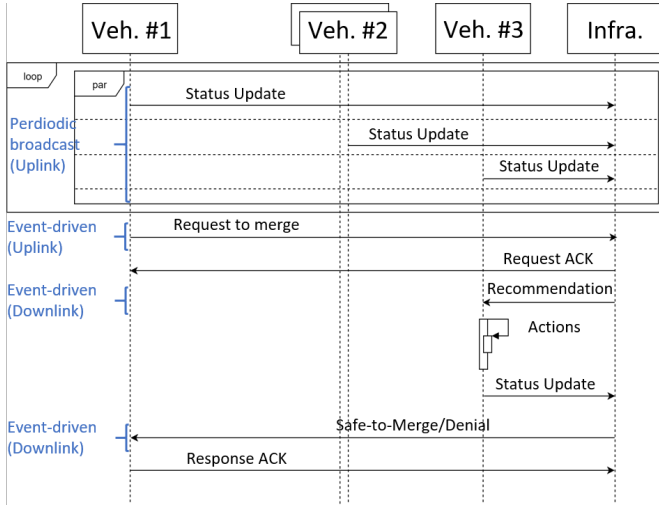 Veh. #1
Veh. #2
Veh. #3
Infra.
loop
par
Status Update
Perdiodic
broadcast
(Uplink)
Status Update
Status Update
Event-driven
(Uplink)
Request to merge
Request ACK
Event-driven
(Downlink)
Recommendation
Actions
Status Update
Event-driven
(Downlink)
Safe-to-Merge/Denial
Response ACK